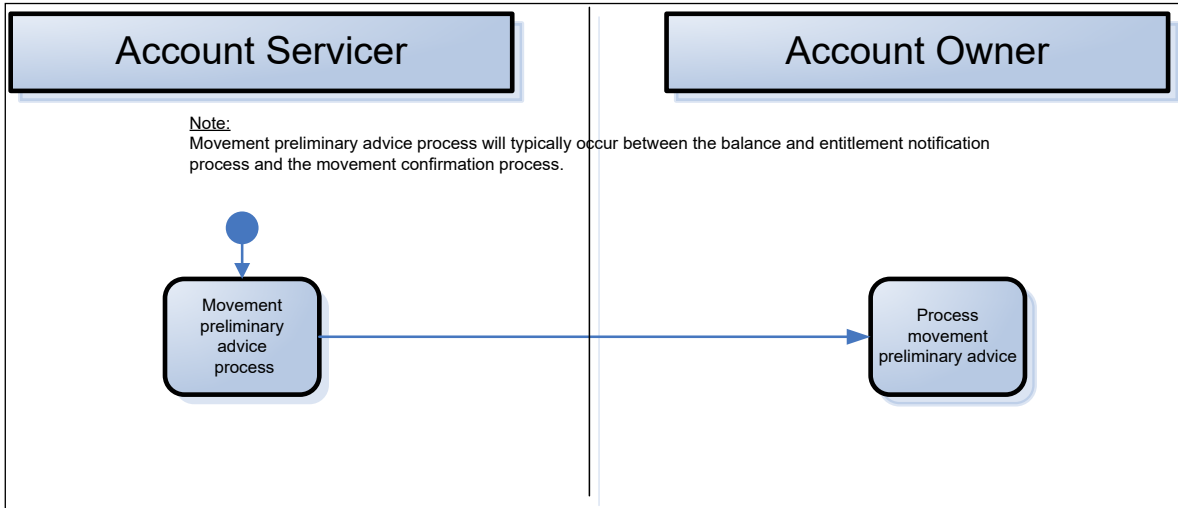 Account Servicer
Account Owner
Note:
Movement preliminary advice process will typically occur between the balance and entitlement notification
process and the movement confirmation process.
Movement
preliminary
advice
process
Process
movement
preliminary advice